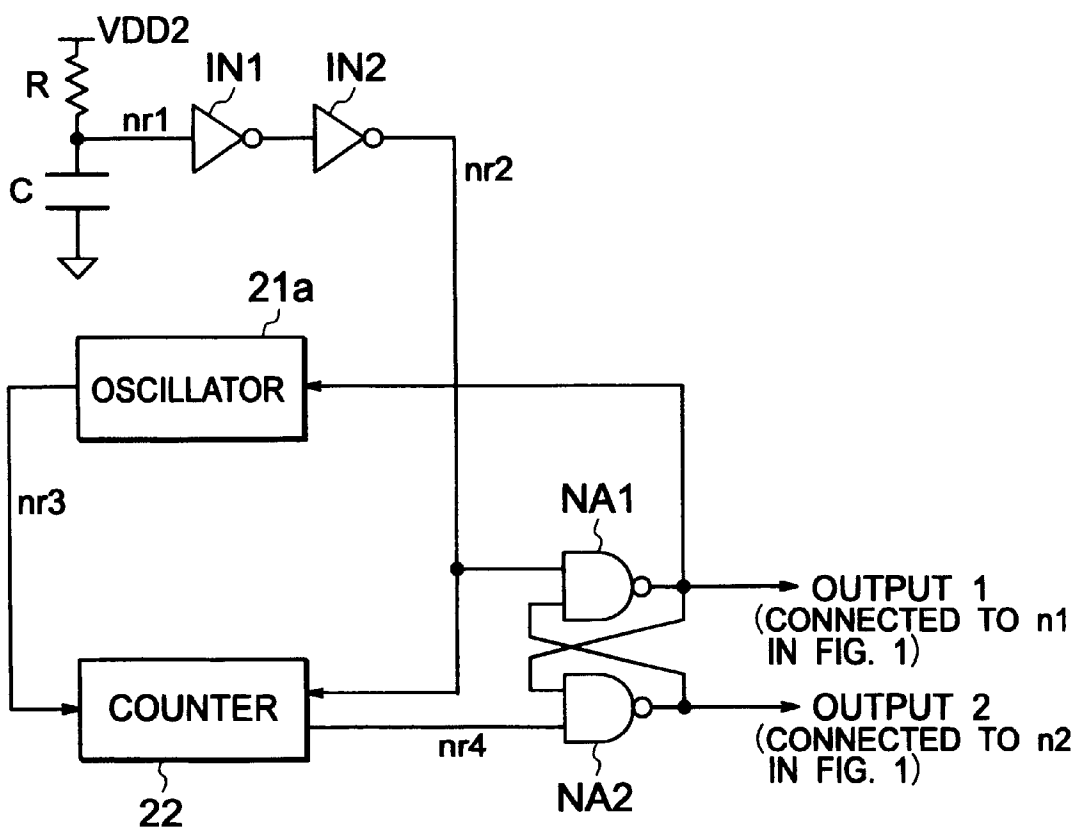 VDD2
R
nr1
IN1
IN2
C
nr2
21a
OSCILLATOR
nr3
NA1
OUTPUT 1
(CONNECTED TO n1
IN FIG. 1)
COUNTER
nr4
OUTPUT 2
(CONNECTED TO n2
IN FIG. 1)
22
NA2